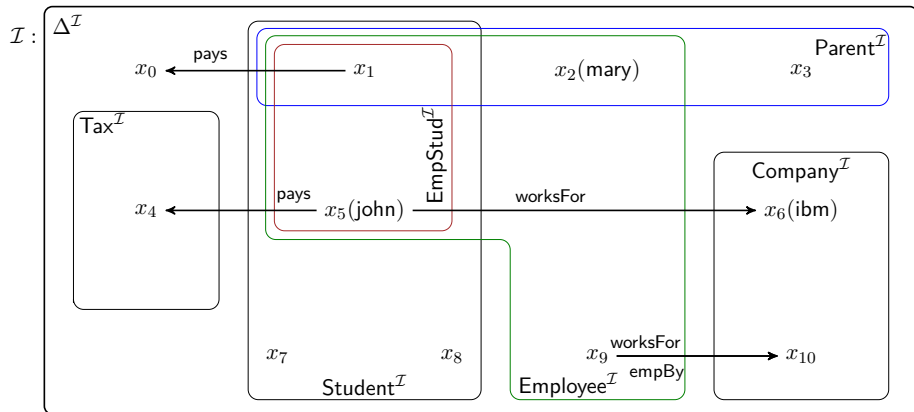 𝓘 :
Δ^𝓘
pays
Parent^𝓘
x₀
x₁
x₂(mary)
x₃
Tax^𝓘
EmpStud^𝓘
Company^𝓘
pays
worksFor
x₄
x₅(john)
x₆(ibm)
worksFor
x₇
x₈
x₉
x₁₀
empBy
Student^𝓘
Employee^𝓘